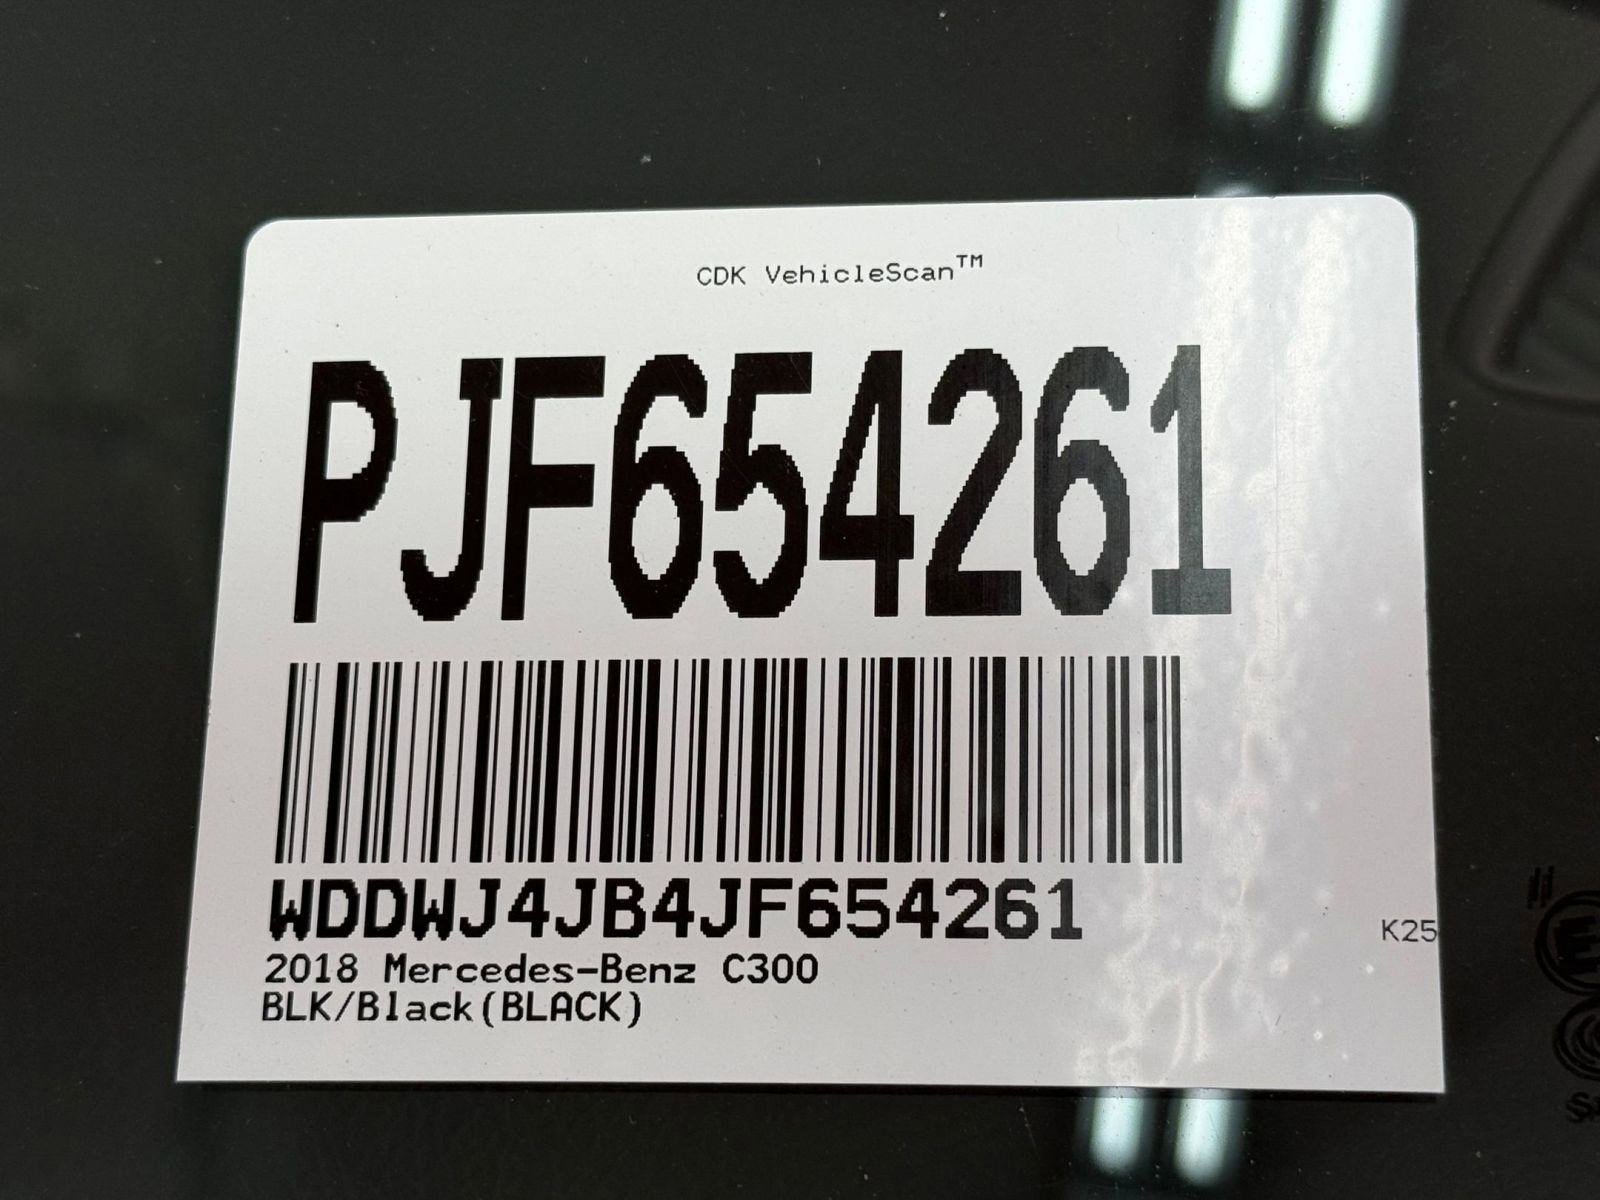 CDK VehicleScan™
PJF654261
WDDWJ4JB4JF654261
K25
2018 Mercedes-Benz C300
BLK/Black(BLACK)